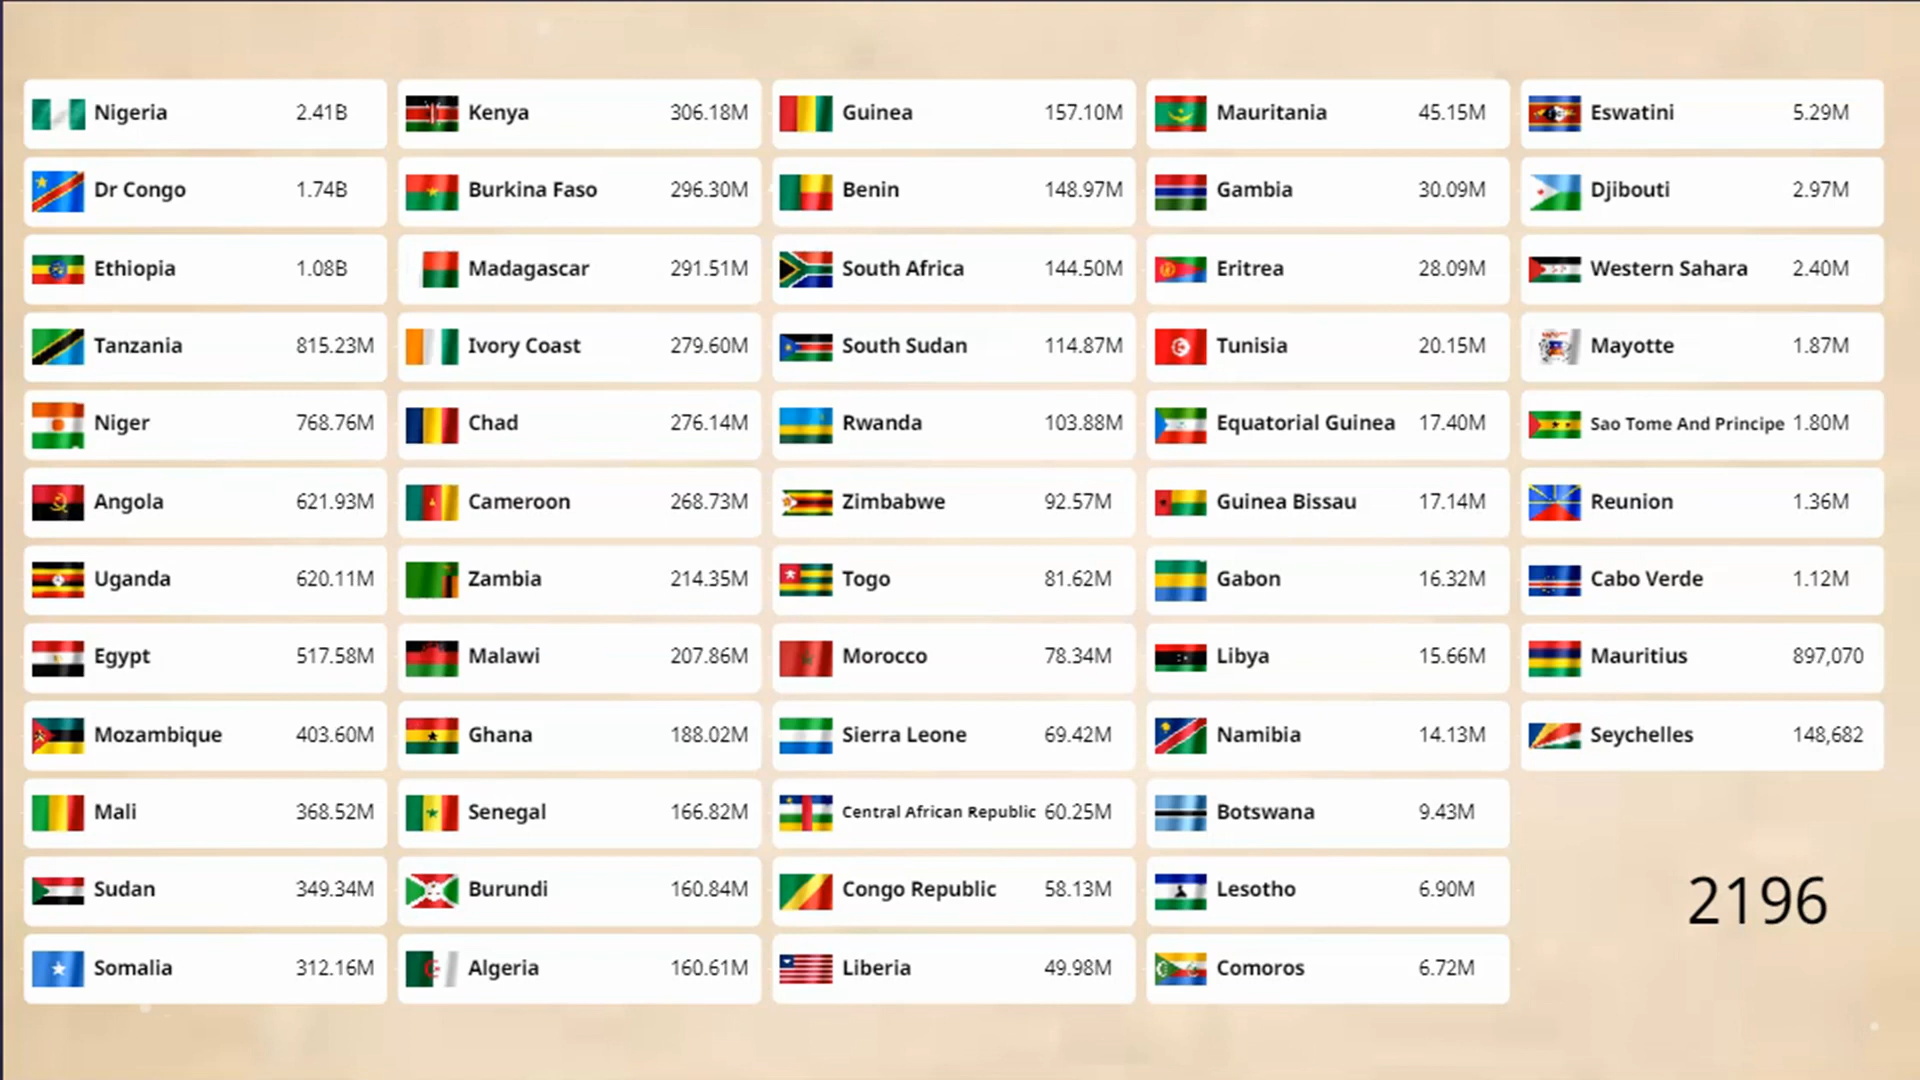 Nigeria 2.41B
Dr Congo 1.74B
Ethiopia 1.08B
Tanzania 815.23M
Niger 768.76M
Angola 621.93M
Uganda 620.11M
Egypt 517.58M
Mozambique 403.60M
Mali 368.52M
Sudan 349.34M
Somalia 312.16M
Kenya 306.18M
Burkina Faso 296.30M
Madagascar 291.51M
Ivory Coast 279.60M
Chad 276.14M
Cameroon 268.73M
Zambia 214.35M
Malawi 207.86M
Ghana 188.02M
Senegal 166.82M
Burundi 160.84M
Algeria 160.61M
Guinea 157.10M
Benin 148.97M
South Africa 144.50M
South Sudan 114.87M
Rwanda 103.88M
Zimbabwe 92.57M
Togo 81.62M
Morocco 78.34M
Sierra Leone 69.42M
Central African Republic 60.25M
Congo Republic 58.13M
Liberia 49.98M
Mauritania 45.15M
Gambia 30.09M
Eritrea 28.09M
Tunisia 20.15M
Equatorial Guinea 17.40M
Guinea Bissau 17.14M
Gabon 16.32M
Libya 15.66M
Namibia 14.13M
Botswana 9.43M
Lesotho 6.90M
Comoros 6.72M
Eswatini 5.29M
Djibouti 2.97M
Western Sahara 2.40M
Mayotte 1.87M
Sao Tome And Principe 1.80M
Reunion 1.36M
Cabo Verde 1.12M
Mauritius 897,070
Seychelles 148,682
2196